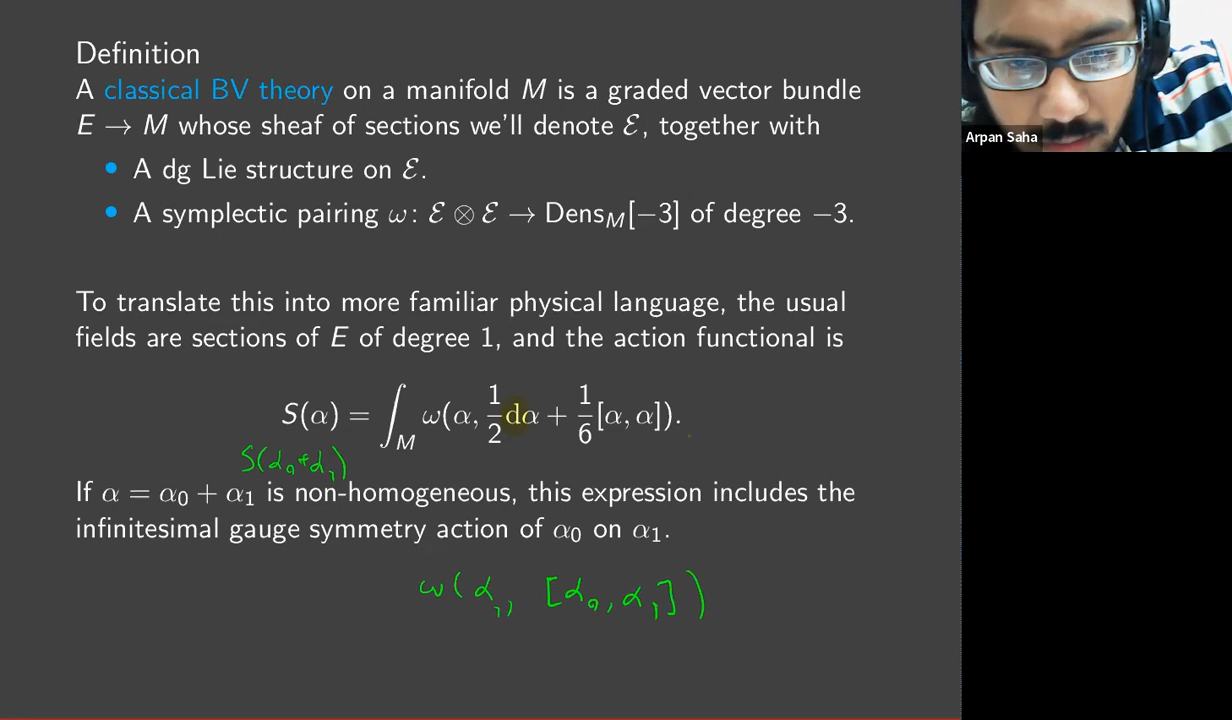 Definition
A classical BV theory on a manifold M is a graded vector bundle
E → M whose sheaf of sections we'll denote ℰ, together with
• A dg Lie structure on ℰ.
• A symplectic pairing ω: ℰ ⊗ ℰ → Dens_M[−3] of degree −3.
To translate this into more familiar physical language, the usual
fields are sections of E of degree 1, and the action functional is
S(α) = ∫_M ω(α, 1/2 dα + 1/6 [α, α]).
S(α₀+α₁)
If α = α₀ + α₁ is non-homogeneous, this expression includes the
infinitesimal gauge symmetry action of α₀ on α₁.
ω(α₁, [α₀, α₁])
Arpan Saha